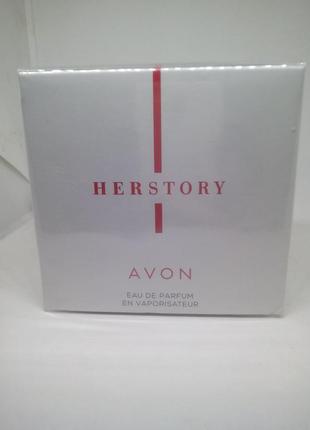 HERSTORY
AVON
EAU DE PARFUM
EN VAPORISATEUR